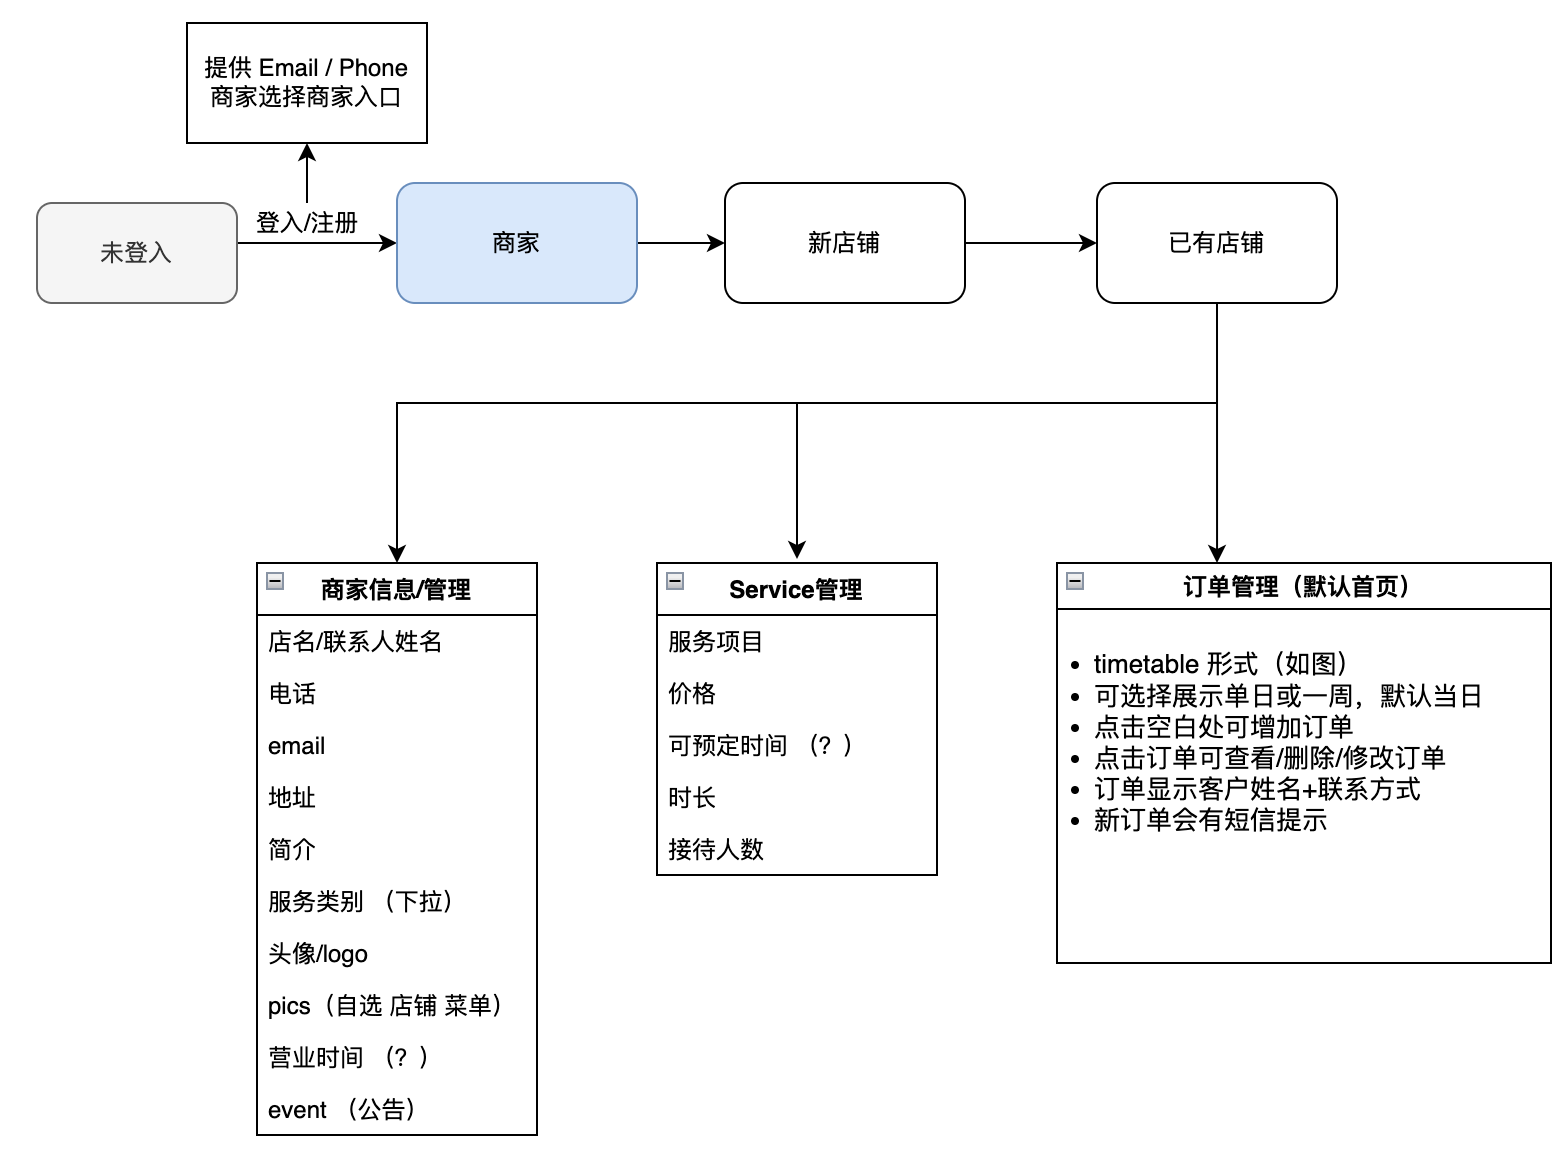 提供 Email / Phone
商家选择商家入口
登入/注册
未登入
商家
新店铺
已有店铺
商家信息/管理
店名/联系人姓名
电话
email
地址
简介
服务类别 （下拉）
头像/logo
pics（自选 店铺 菜单）
营业时间 （？）
event （公告）
Service管理
服务项目
价格
可预定时间 （？）
时长
接待人数
订单管理（默认首页）
• timetable 形式（如图）
• 可选择展示单日或一周，默认当日
• 点击空白处可增加订单
• 点击订单可查看/删除/修改订单
• 订单显示客户姓名+联系方式
• 新订单会有短信提示